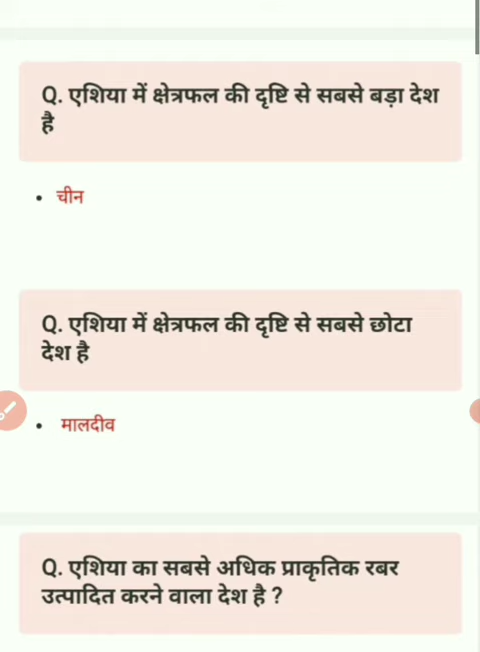 Q. एशिया में क्षेत्रफल की दृष्टि से सबसे बड़ा देश
है
• चीन
Q. एशिया में क्षेत्रफल की दृष्टि से सबसे छोटा
देश है
• मालदीव
Q. एशिया का सबसे अधिक प्राकृतिक रबर
उत्पादित करने वाला देश है ?